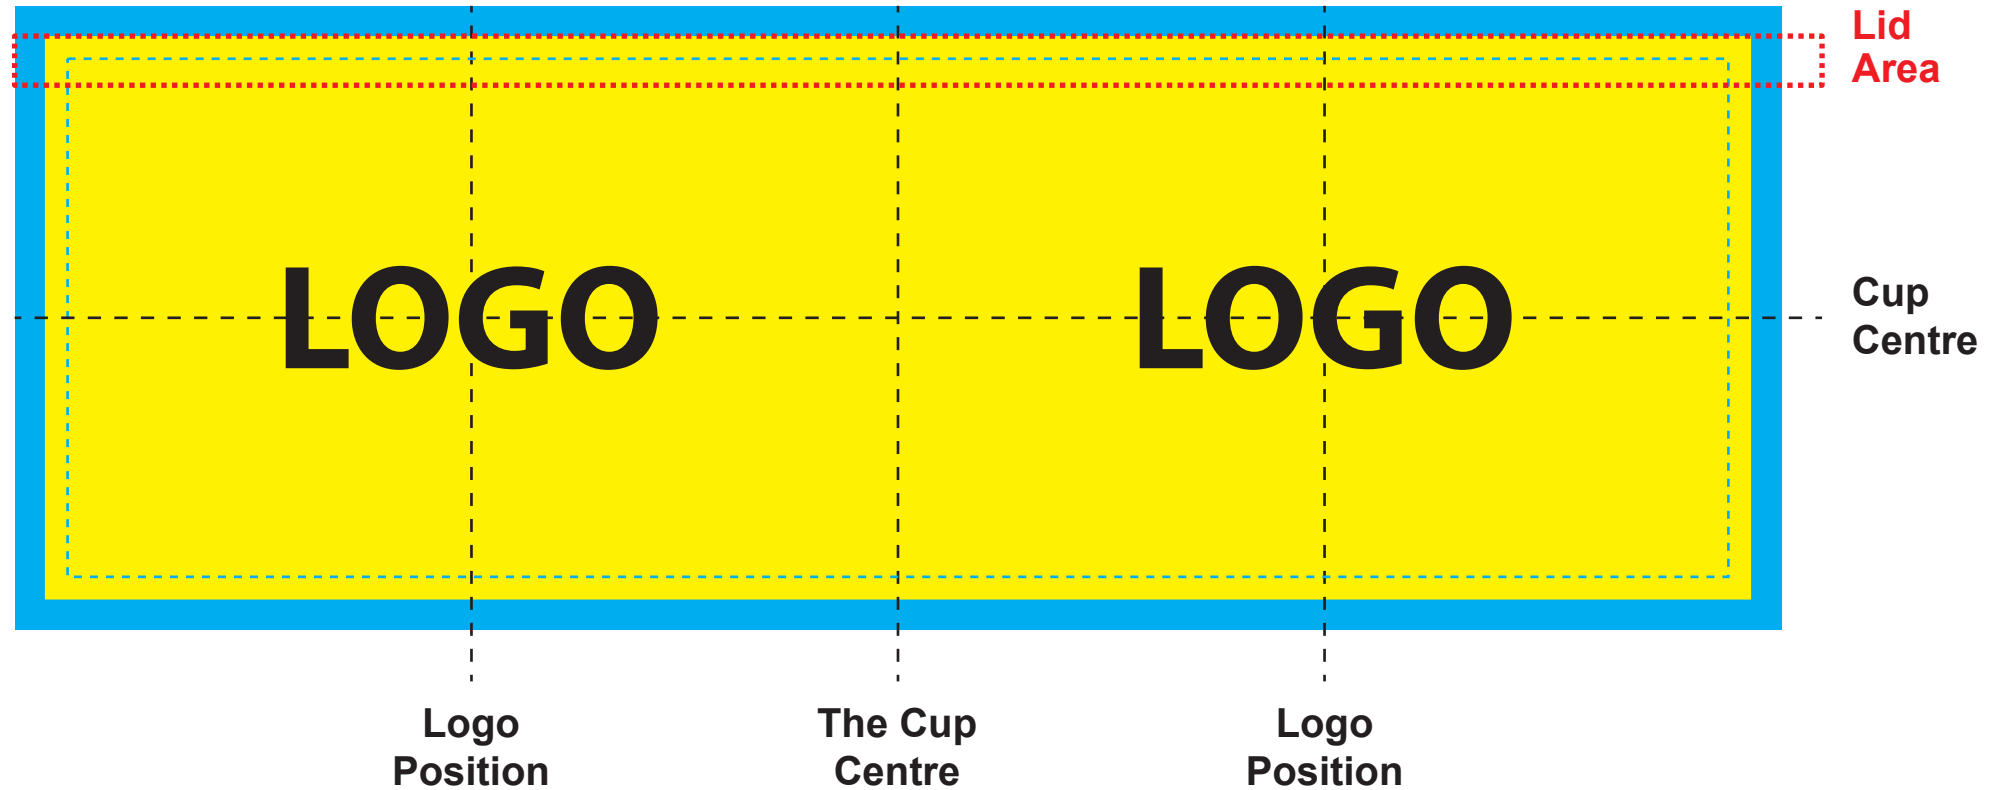 Lid
Area
LOGO
LOGO
Cup
Centre
Logo
Position
The Cup
Centre
Logo
Position